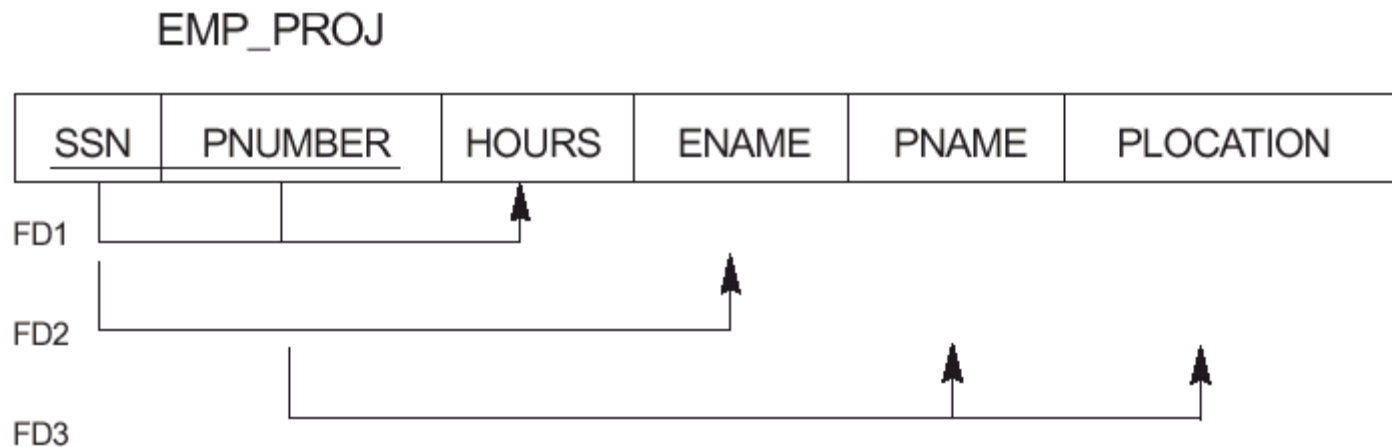 EMP_PROJ
SSN PNUMBER HOURS ENAME PNAME PLOCATION
FD1
FD2
FD3